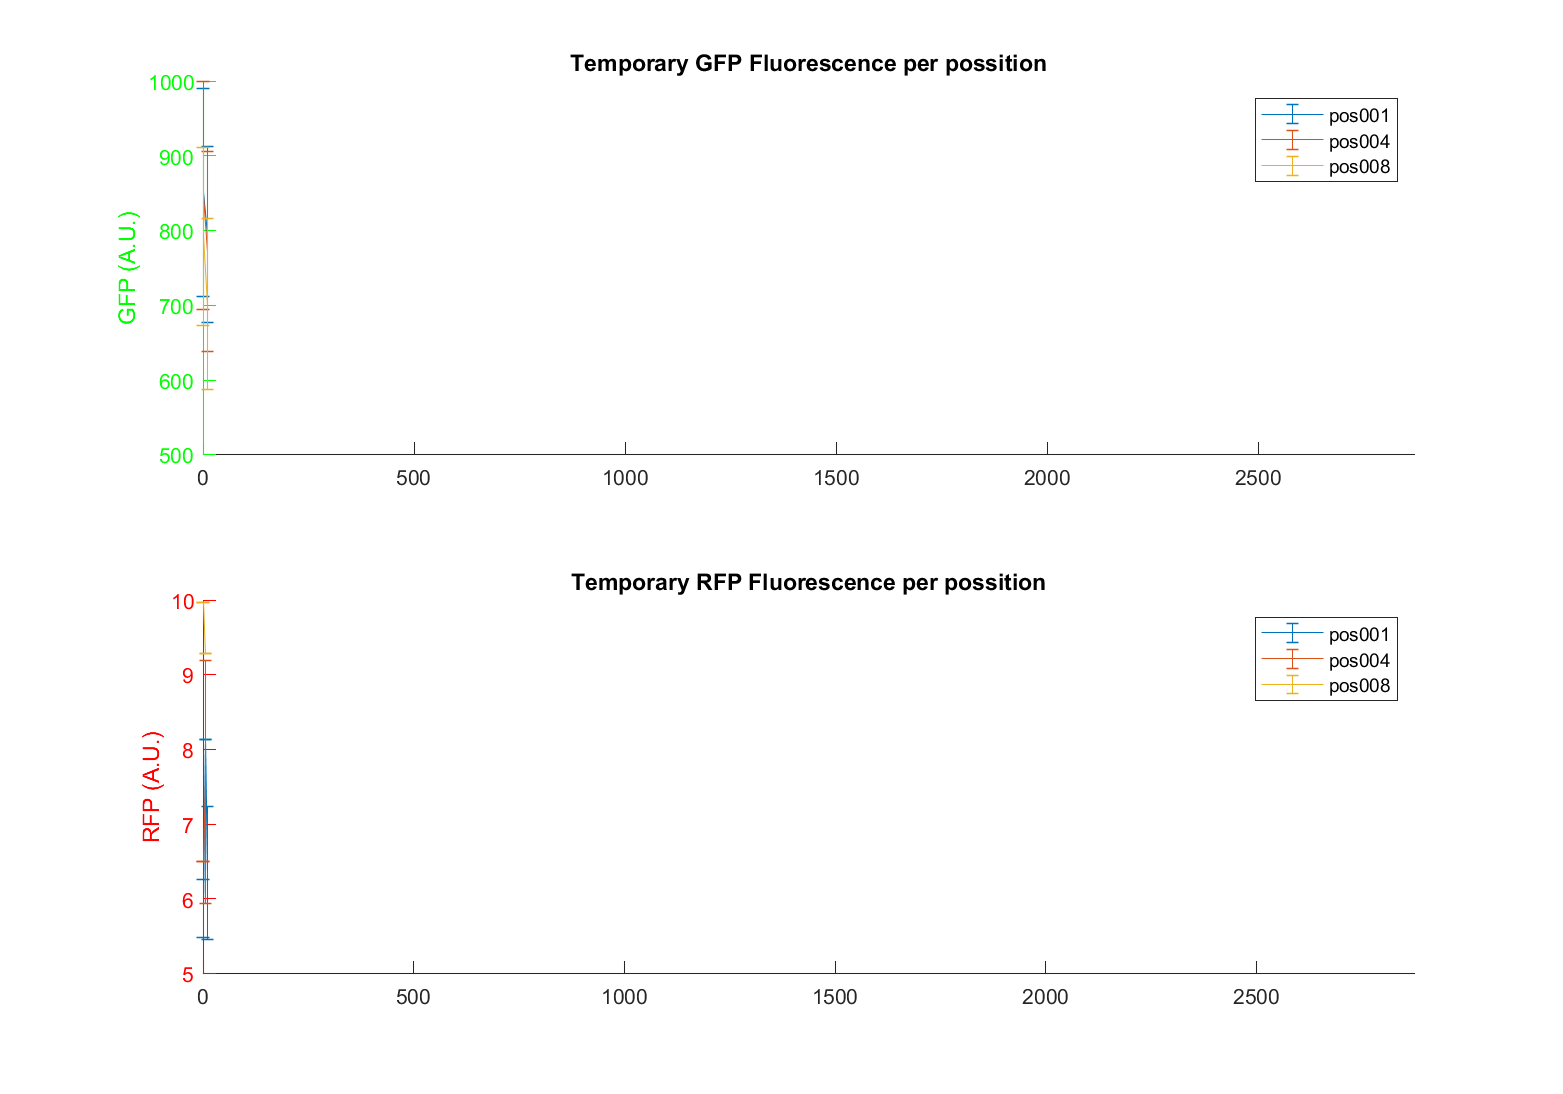 Temporary GFP Fluorescence per possition
1000
900
800
700
600
500
GFP (A.U.)
0 500 1000 1500 2000 2500
pos001
pos004
pos008
Temporary RFP Fluorescence per possition
10
9
8
7
6
5
RFP (A.U.)
0 500 1000 1500 2000 2500
pos001
pos004
pos008